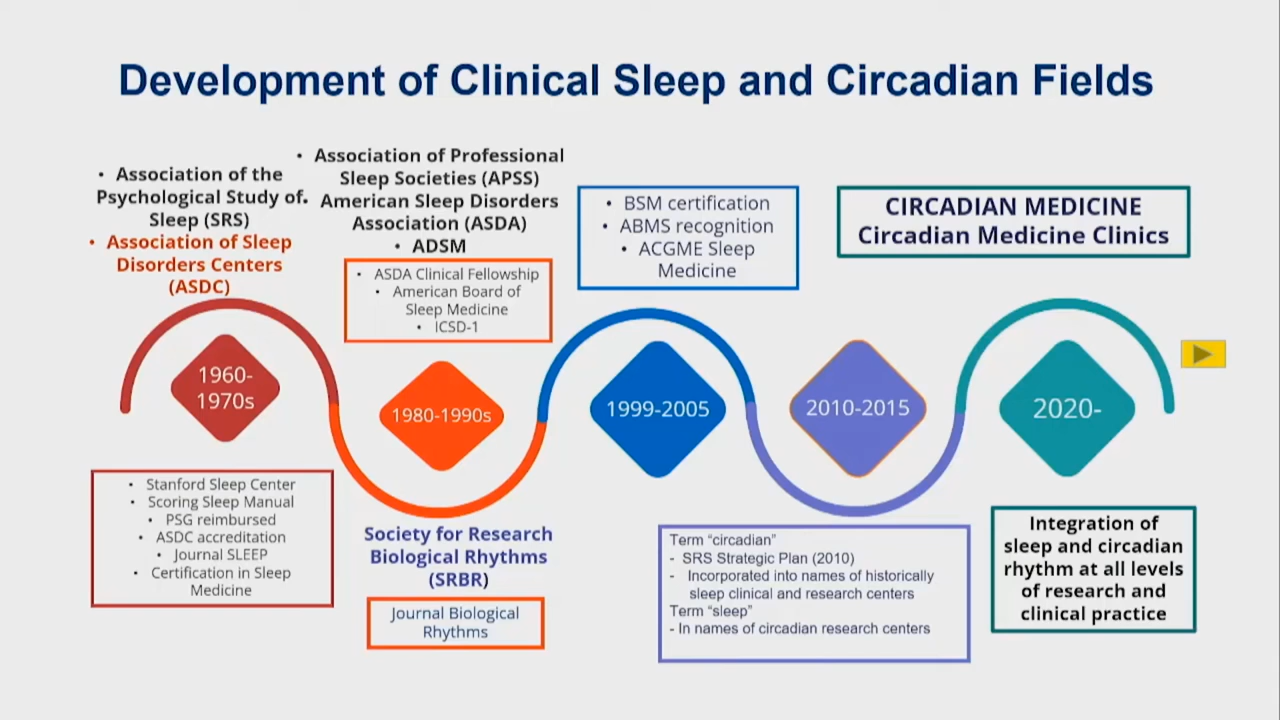 Development of Clinical Sleep and Circadian Fields
• Association of the
Psychological Study of
Sleep (SRS)
• Association of Sleep
Disorders Centers
(ASDC)
1960-
1970s
• Stanford Sleep Center
• Scoring Sleep Manual
• PSG reimbursed
• ASDC accreditation
• Journal SLEEP
• Certification in Sleep
Medicine
• Association of Professional
Sleep Societies (APSS)
• American Sleep Disorders
Association (ASDA)
• ADSM
• ASDA Clinical Fellowship
• American Board of
Sleep Medicine
• ICSD-1
1980-1990s
Society for Research
Biological Rhythms
(SRBR)
Journal Biological
Rhythms
• BSM certification
• ABMS recognition
• ACGME Sleep
Medicine
1999-2005
2010-2015
Term “circadian”
- SRS Strategic Plan (2010)
- Incorporated into names of historically
sleep clinical and research centers
Term “sleep”
- In names of circadian research centers
CIRCADIAN MEDICINE
Circadian Medicine Clinics
2020-
Integration of
sleep and circadian
rhythm at all levels
of research and
clinical practice